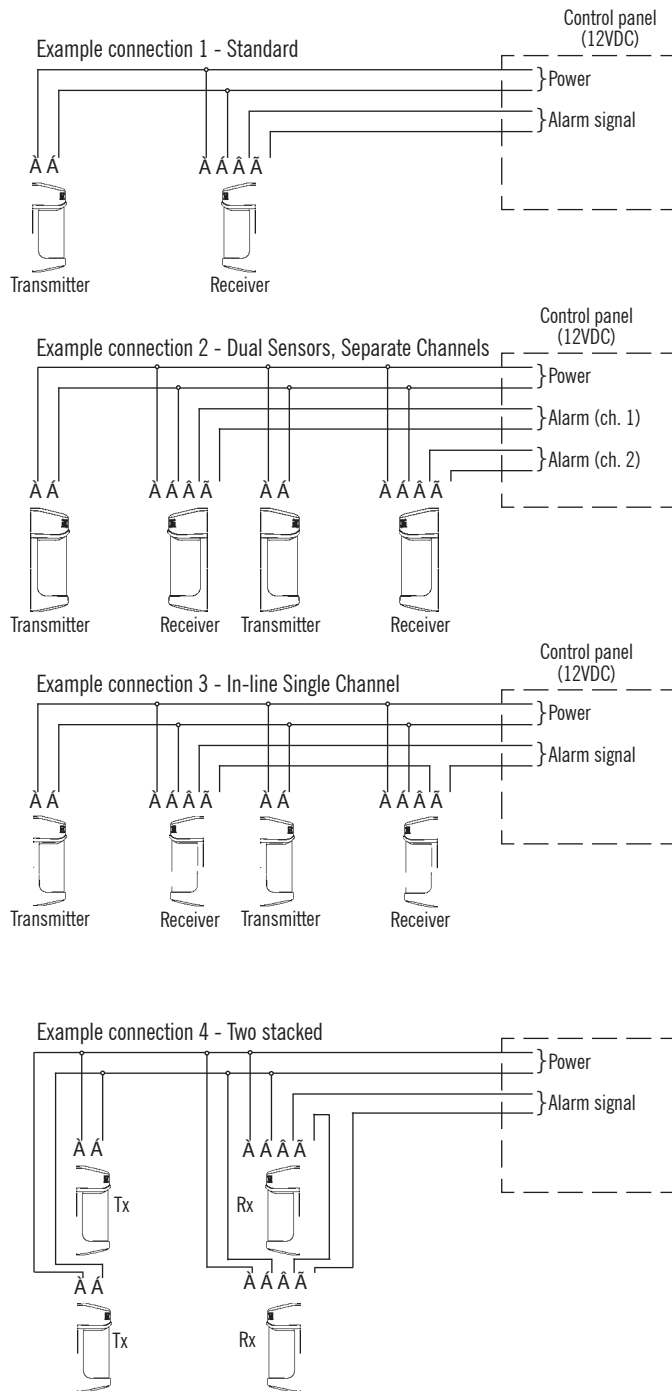 Control panel
(12VDC)
Example connection 1 - Standard
Power
Alarm signal
À Á
À Á Â Ã
Transmitter
Receiver
Control panel
(12VDC)
Example connection 2 - Dual Sensors, Separate Channels
Power
Alarm (ch. 1)
Alarm (ch. 2)
À Á
À Á Â Ã
À Á
À Á Â Ã
Transmitter
Receiver
Transmitter
Receiver
Control panel
(12VDC)
Example connection 3 - In-line Single Channel
Power
Alarm signal
À Á
À Á Â Ã
À Á
À Á Â Ã
Transmitter
Receiver
Transmitter
Receiver
Example connection 4 - Two stacked
Power
Alarm signal
À Á
À Á Â Ã
Tx
Rx
À Á
À Á Â Ã
Tx
Rx